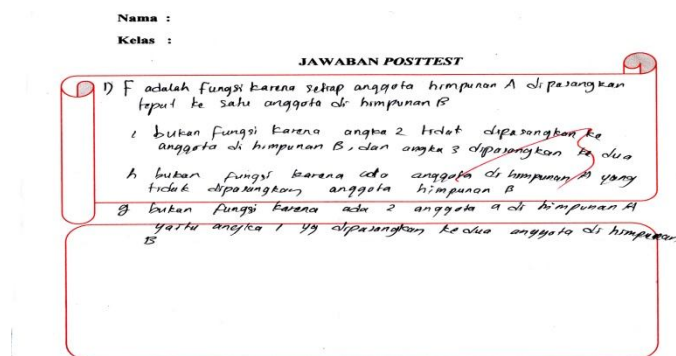 Nama :
Kelas :
JAWABAN POSTTEST
1) F adalah fungsi karena setiap anggota himpunan A dipasangkan
tepat ke satu anggota di himpunan B
i bukan fungsi karena angka 2 tidak dipasangkan ke
anggota di himpunan B, dan angka 3 dipasangkan ke dua
h bukan fungsi karena ada anggota di himpunan A yang
tidak dipasangkan anggota himpunan B
g bukan fungsi karena ada 2 anggota a di himpunan A
yaitu angka 1 yg dipasangkan ke dua anggota di himpunan
B